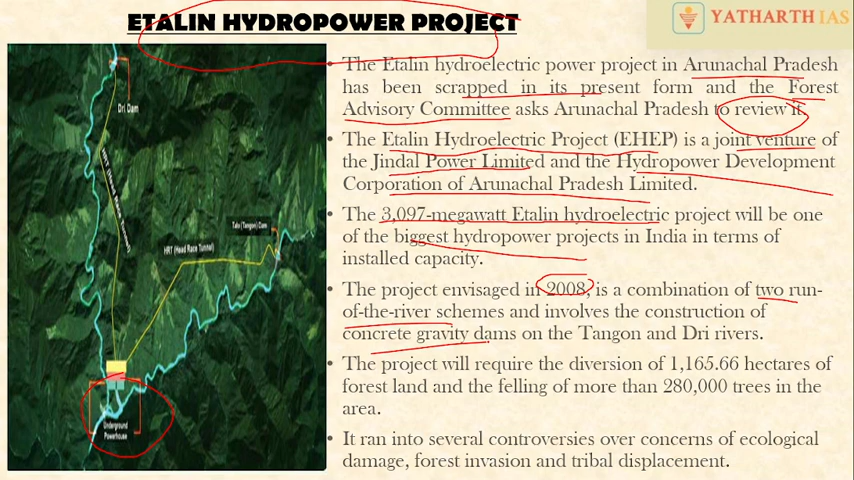 ETALIN HYDROPOWER PROJECT
YATHARTH IAS
Dri Dam
HRT (Head Race Tunnel)
Talo (Tangon) Dam
HRT (Head Race Tunnel)
Underground
Powerhouse
• The Etalin hydroelectric power project in Arunachal Pradesh
has been scrapped in its present form and the Forest
Advisory Committee asks Arunachal Pradesh to review it.
• The Etalin Hydroelectric Project (EHEP) is a joint venture of
the Jindal Power Limited and the Hydropower Development
Corporation of Arunachal Pradesh Limited.
• The 3,097-megawatt Etalin hydroelectric project will be one
of the biggest hydropower projects in India in terms of
installed capacity.
• The project envisaged in 2008, is a combination of two run-
of-the-river schemes and involves the construction of
concrete gravity dams on the Tangon and Dri rivers.
• The project will require the diversion of 1,165.66 hectares of
forest land and the felling of more than 280,000 trees in the
area.
• It ran into several controversies over concerns of ecological
damage, forest invasion and tribal displacement.